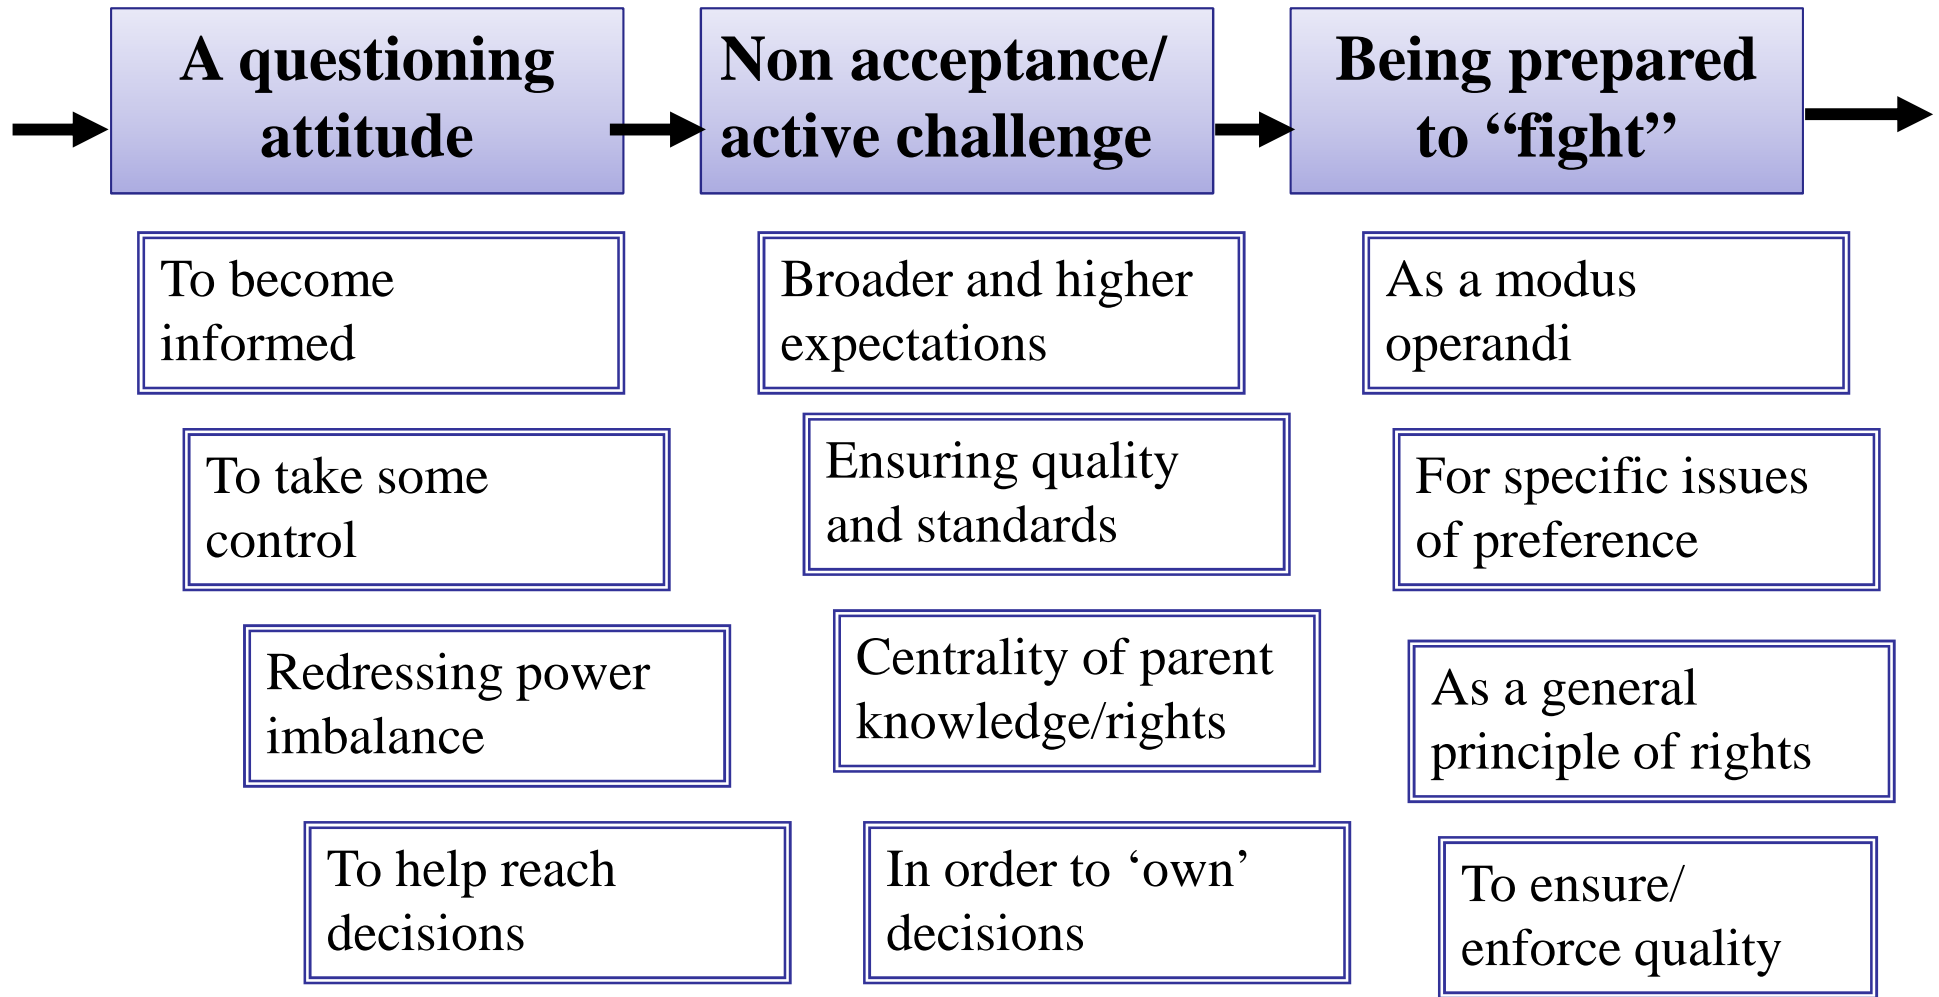 A questioning
attitude
Non acceptance/
active challenge
Being prepared
to “fight”
To become
informed
To take some
control
Redressing power
imbalance
To help reach
decisions
Broader and higher
expectations
Ensuring quality
and standards
Centrality of parent
knowledge/rights
In order to ‘own’
decisions
As a modus
operandi
For specific issues
of preference
As a general
principle of rights
To ensure/
enforce quality